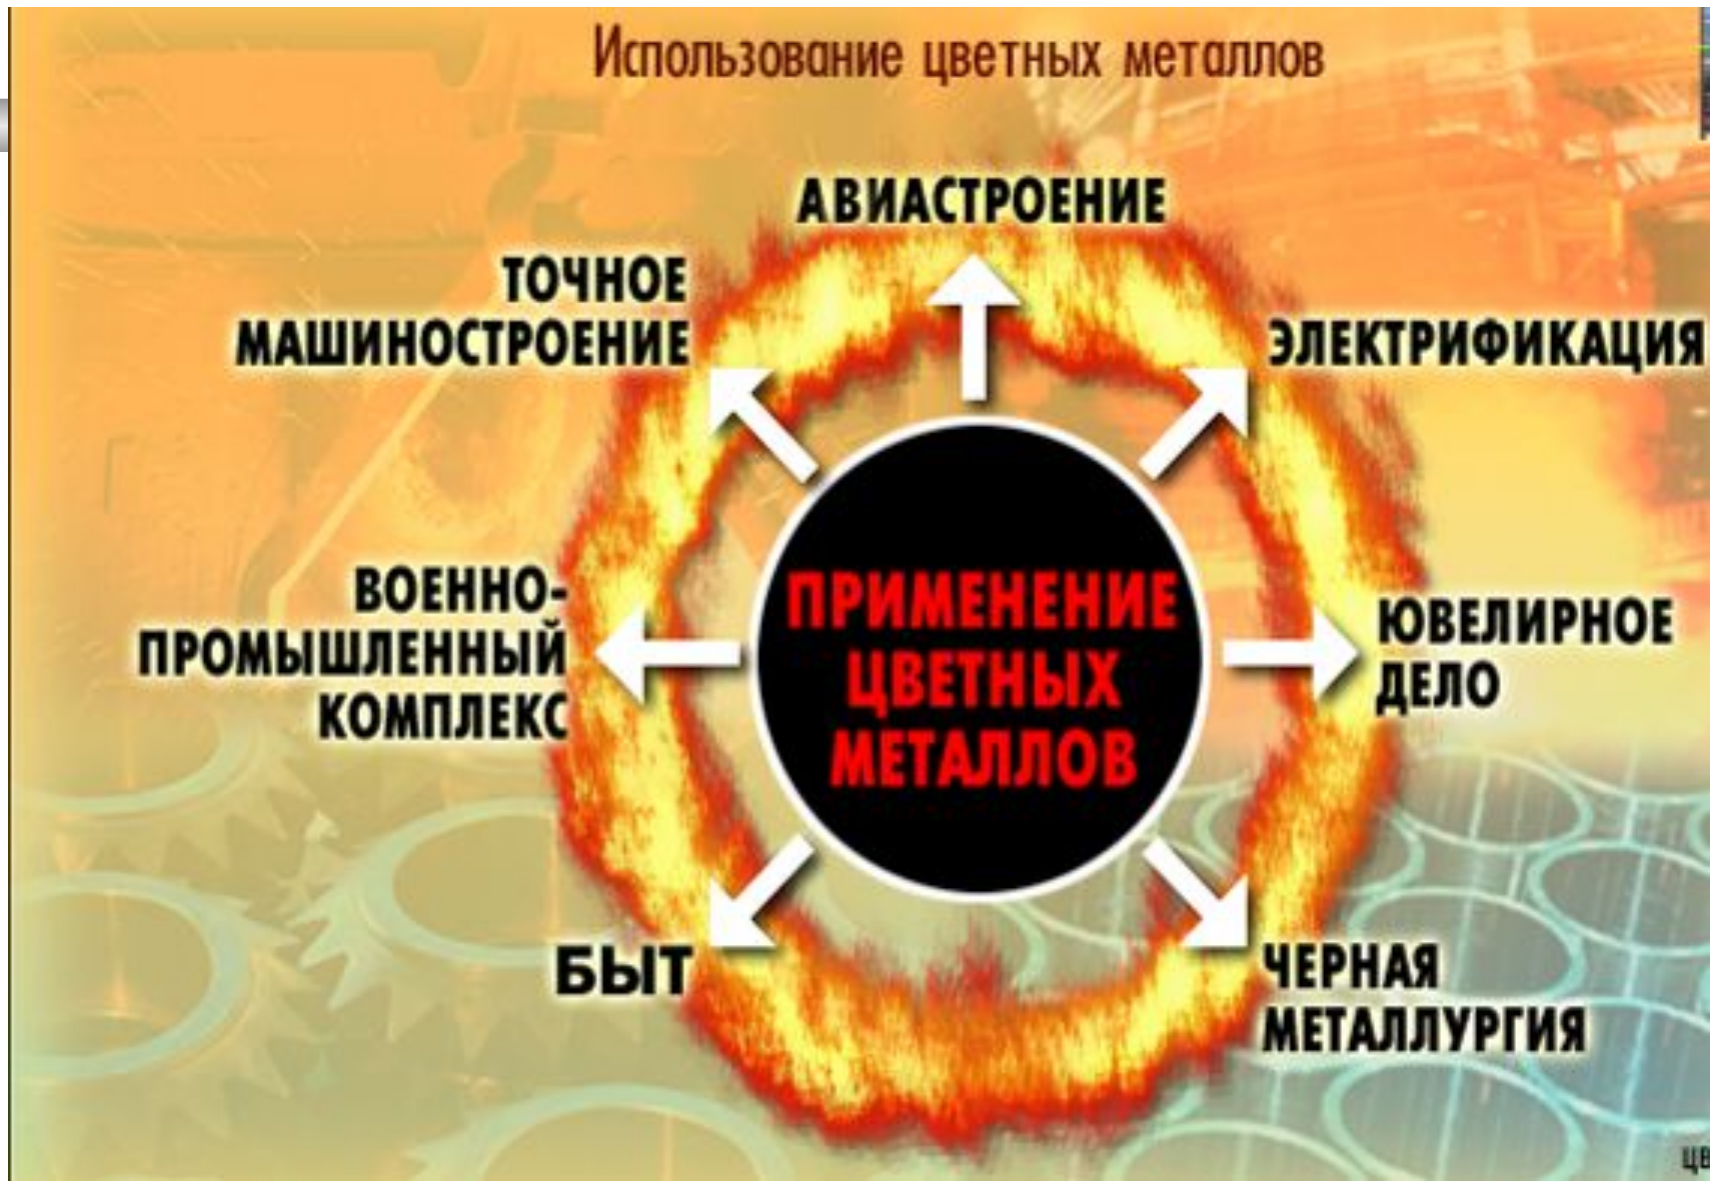 Использование цветных металлов
АВИАСТРОЕНИЕ
ТОЧНОЕ
МАШИНОСТРОЕНИЕ
ЭЛЕКТРИФИКАЦИЯ
ВОЕННО-
ПРОМЫШЛЕННЫЙ
КОМПЛЕКС
ПРИМЕНЕНИЕ
ЦВЕТНЫХ
МЕТАЛЛОВ
ЮВЕЛИРНОЕ
ДЕЛО
БЫТ
ЧЕРНАЯ
МЕТАЛЛУРГИЯ